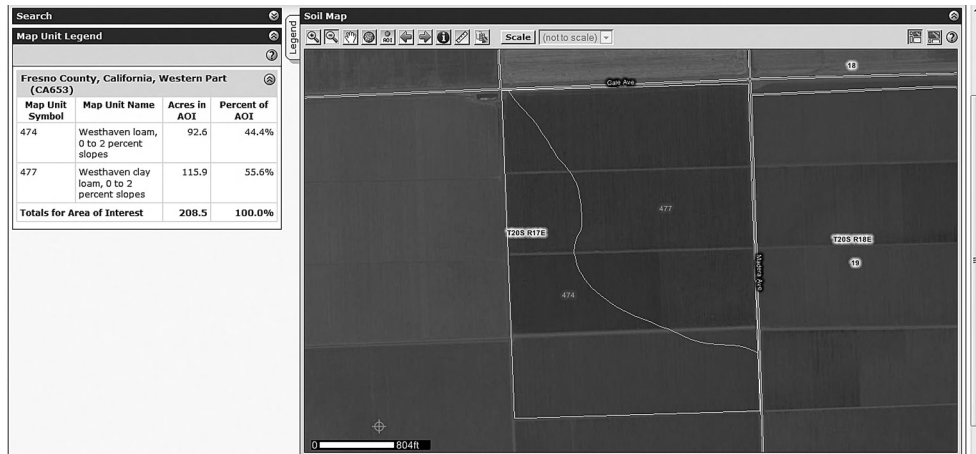 Search
Map Unit Legend
Fresno County, California, Western Part
(CA653)
Map Unit Symbol Map Unit Name Acres in AOI Percent of AOI
474 Westhaven loam, 0 to 2 percent slopes 92.6 44.4%
477 Westhaven clay loam, 0 to 2 percent slopes 115.9 55.6%
Totals for Area of Interest 208.5 100.0%
Legend
Soil Map
AOI
Scale (not to scale)
18
Gale Ave
477
T20S R17E
T20S R18E
19
Madera Ave
474
0 804ft